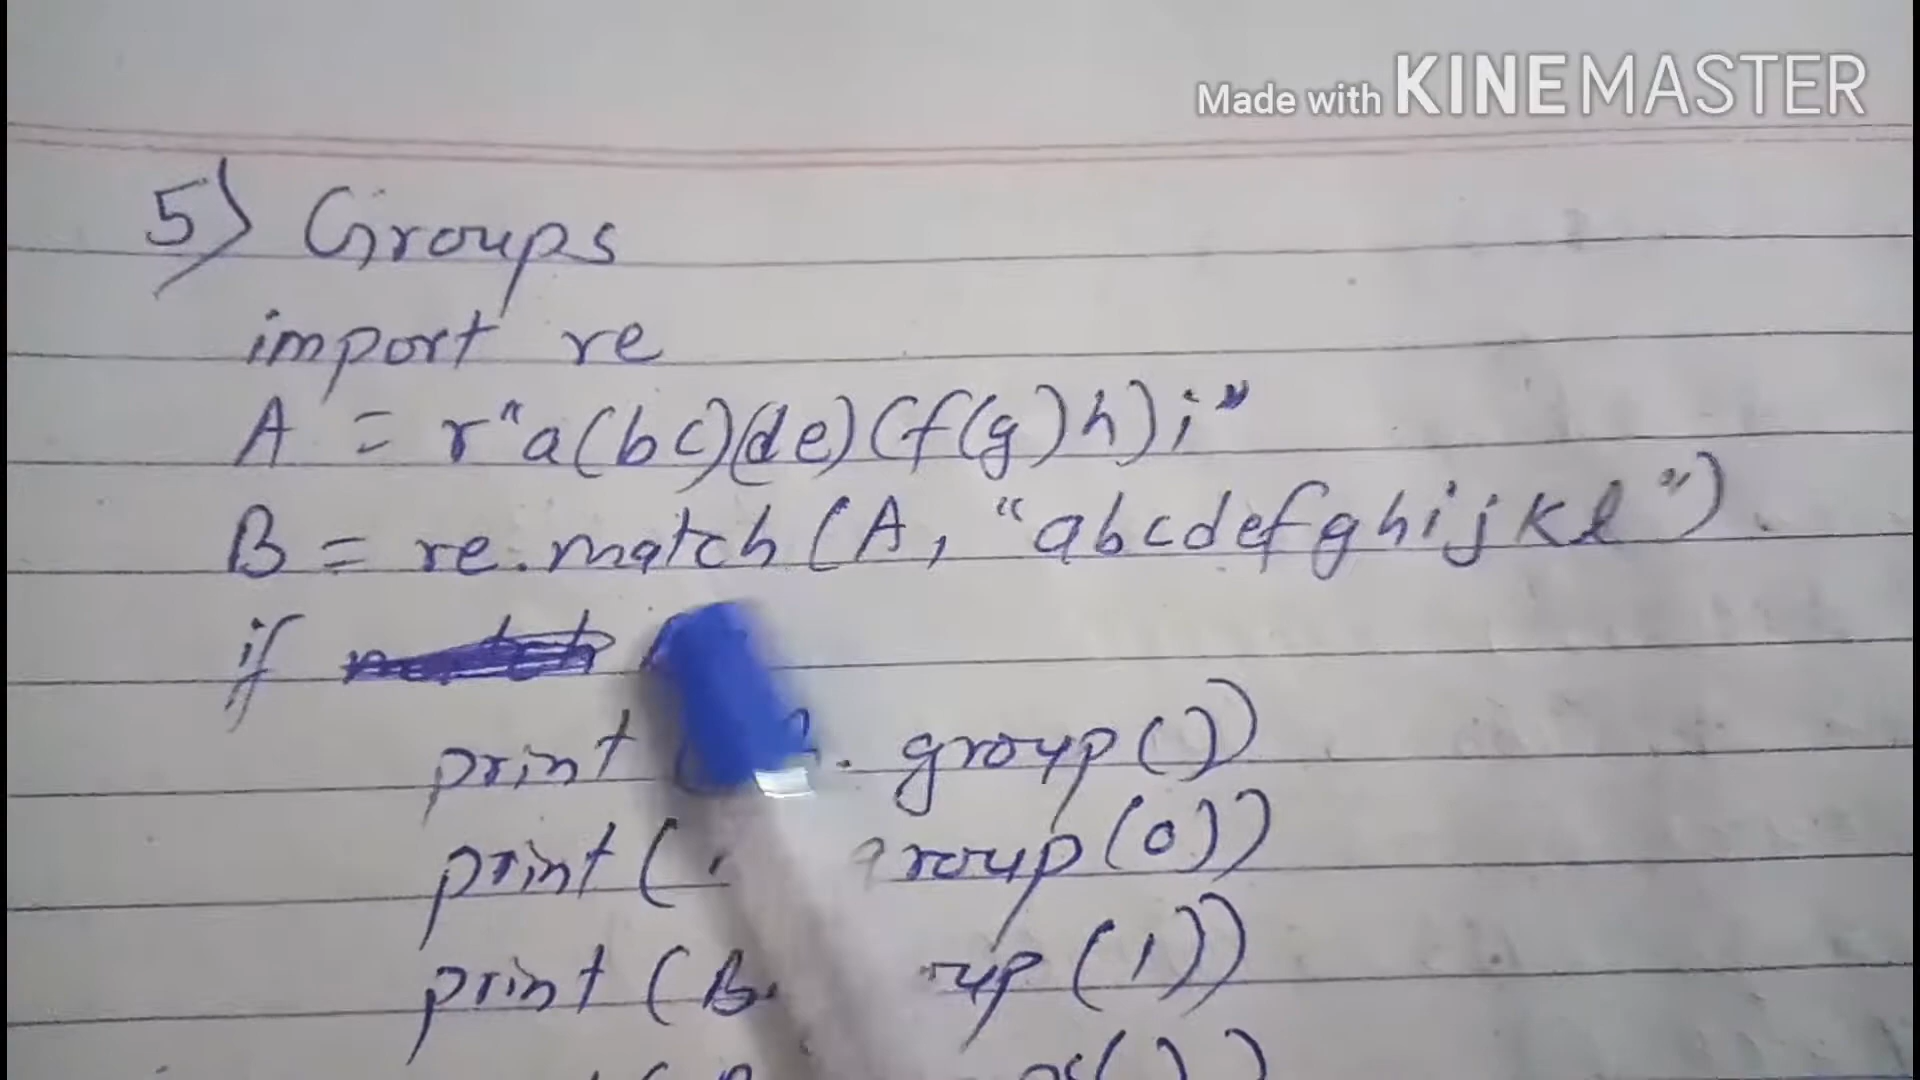 Made with KINEMASTER
5) Groups
import re
A = r"a(bc)(de)(f(g)h)i"
B = re.match(A, "abcdefghijkl")
if
print . group())
print ( group(0))
print (B. (1))